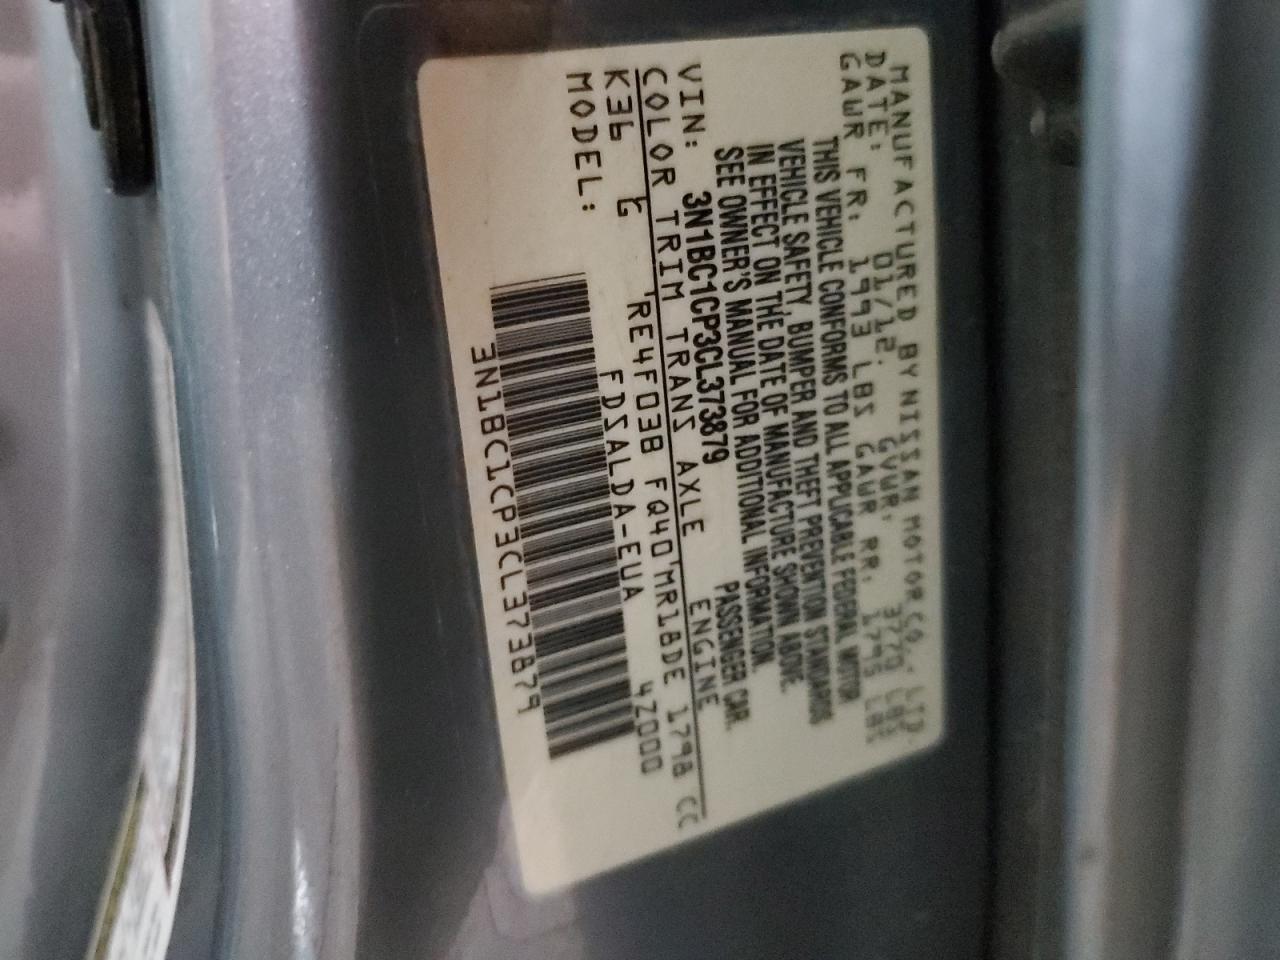 MANUFACTURED BY NISSAN MOTOR CO., LTD.
DATE: 01/12. GVWR: 3770 LBS
GAWR FR: 1993 LBS GAWR RR: 1795 LBS
THIS VEHICLE CONFORMS TO ALL APPLICABLE FEDERAL MOTOR
VEHICLE SAFETY, BUMPER AND THEFT PREVENTION STANDARDS
IN EFFECT ON THE DATE OF MANUFACTURE SHOWN ABOVE.
SEE OWNER'S MANUAL FOR ADDITIONAL INFORMATION.
VIN: 3N1BC1CP3CL373879 PASSENGER CAR.
COLOR TRIM TRANS AXLE ENGINE
K36 G RE4F03B FQ40 MR18DE 1798 CC
MODEL: FDSALDA-EUA 4Z000
3N1BC1CP3CL373879